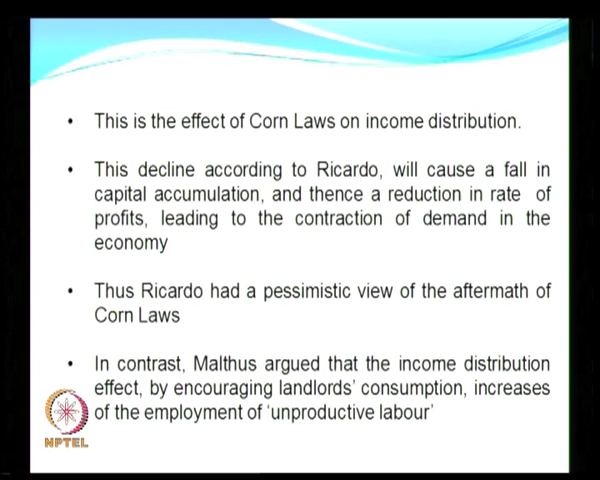 • This is the effect of Corn Laws on income distribution.
• This decline according to Ricardo, will cause a fall in
capital accumulation, and thence a reduction in rate of
profits, leading to the contraction of demand in the
economy
• Thus Ricardo had a pessimistic view of the aftermath of
Corn Laws
• In contrast, Malthus argued that the income distribution
effect, by encouraging landlords' consumption, increases
of the employment of 'unproductive labour'
NPTEL